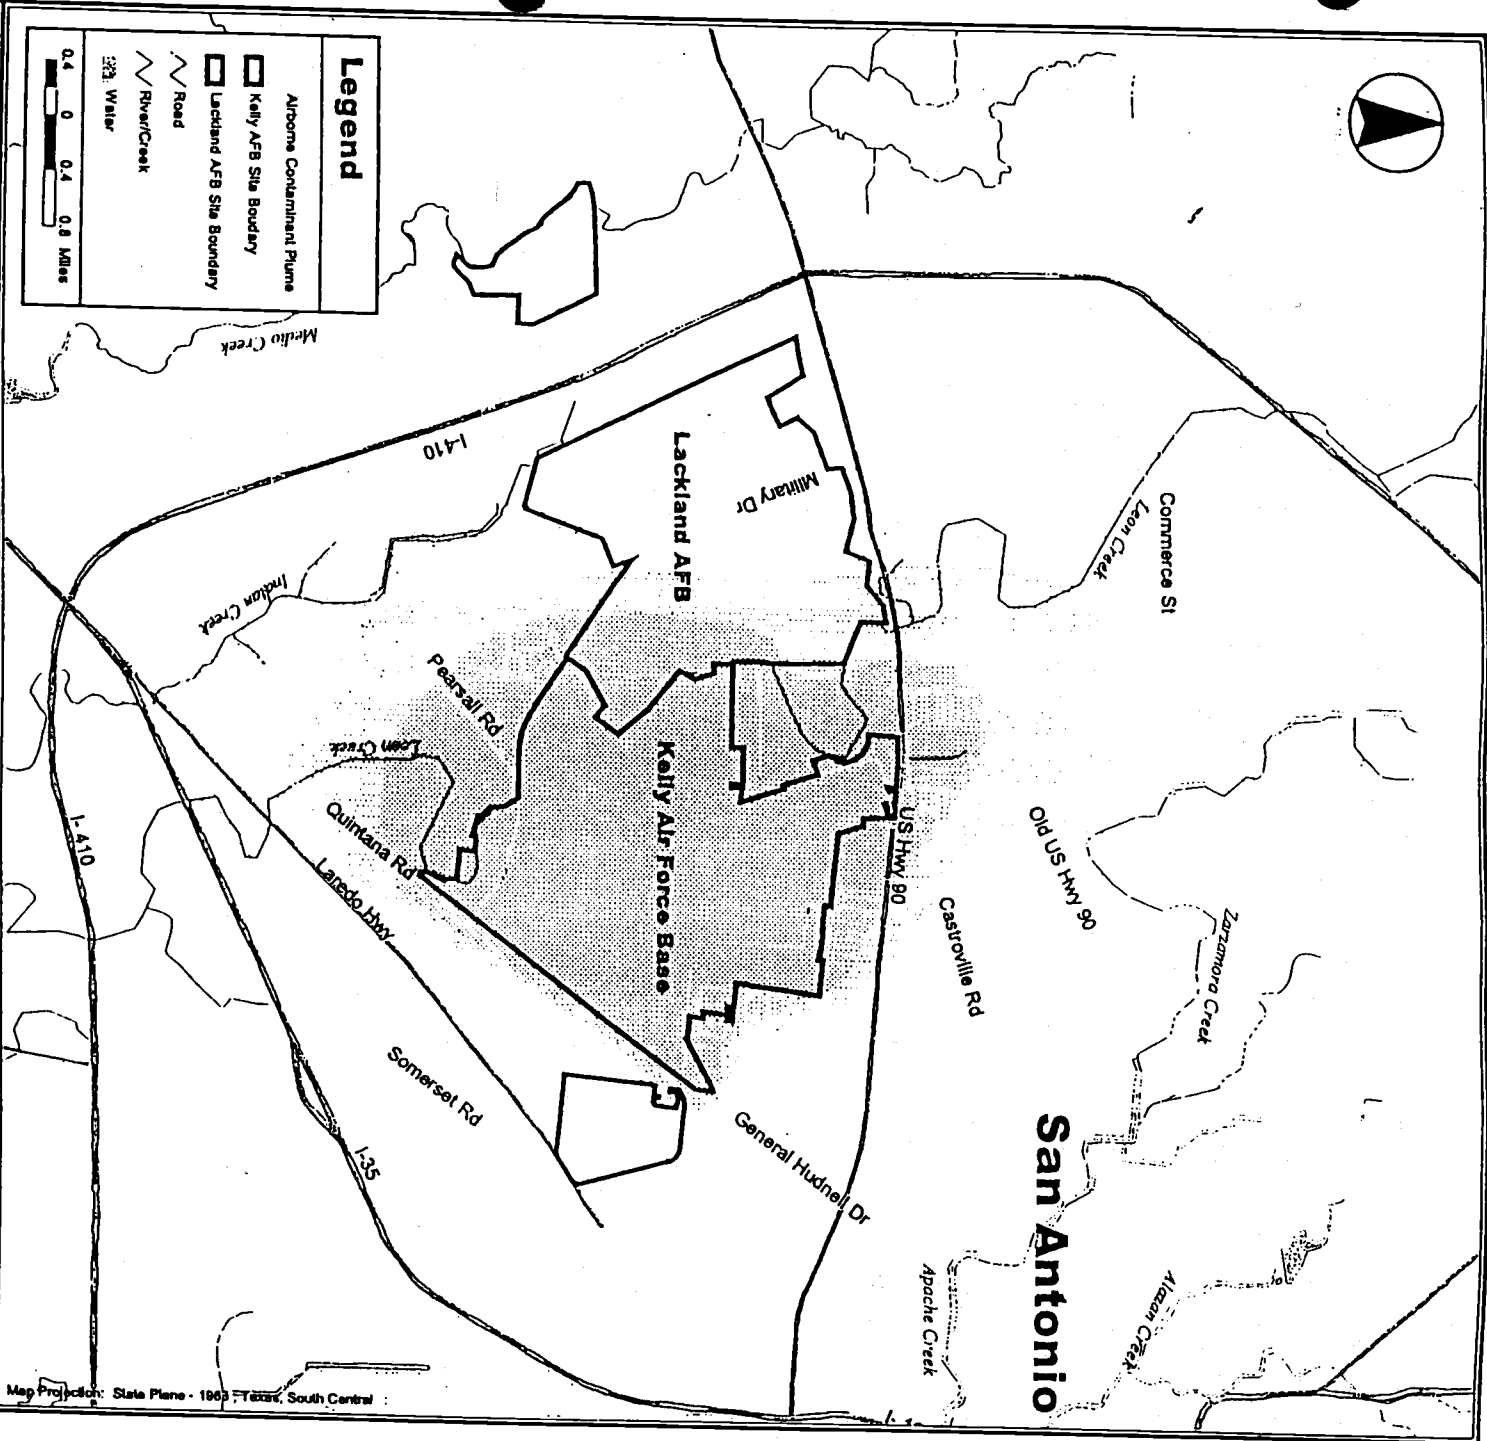 San Antonio
Commerce St
Leon Creek
Old US Hwy 90
Zarzamora Creek
Alazan Creek
Apache Creek
Castroville Rd
US Hwy 90
General Hudnell Dr
Military Dr
Lackland AFB
Kelly Air Force Base
I-410
Pearsall Rd
Leon Creek
Quintana Rd
Laredo Hwy
Somerset Rd
I-35
Indian Creek
Medio Creek
I-410
Legend
Airborne Contaminant Plume
Kelly AFB Site Boudary
Lackland AFB Site Boundary
Road
River/Creek
Water
0.4 0 0.4 0.8 Miles
Map Projection: State Plane - 1983, Texas, South Central